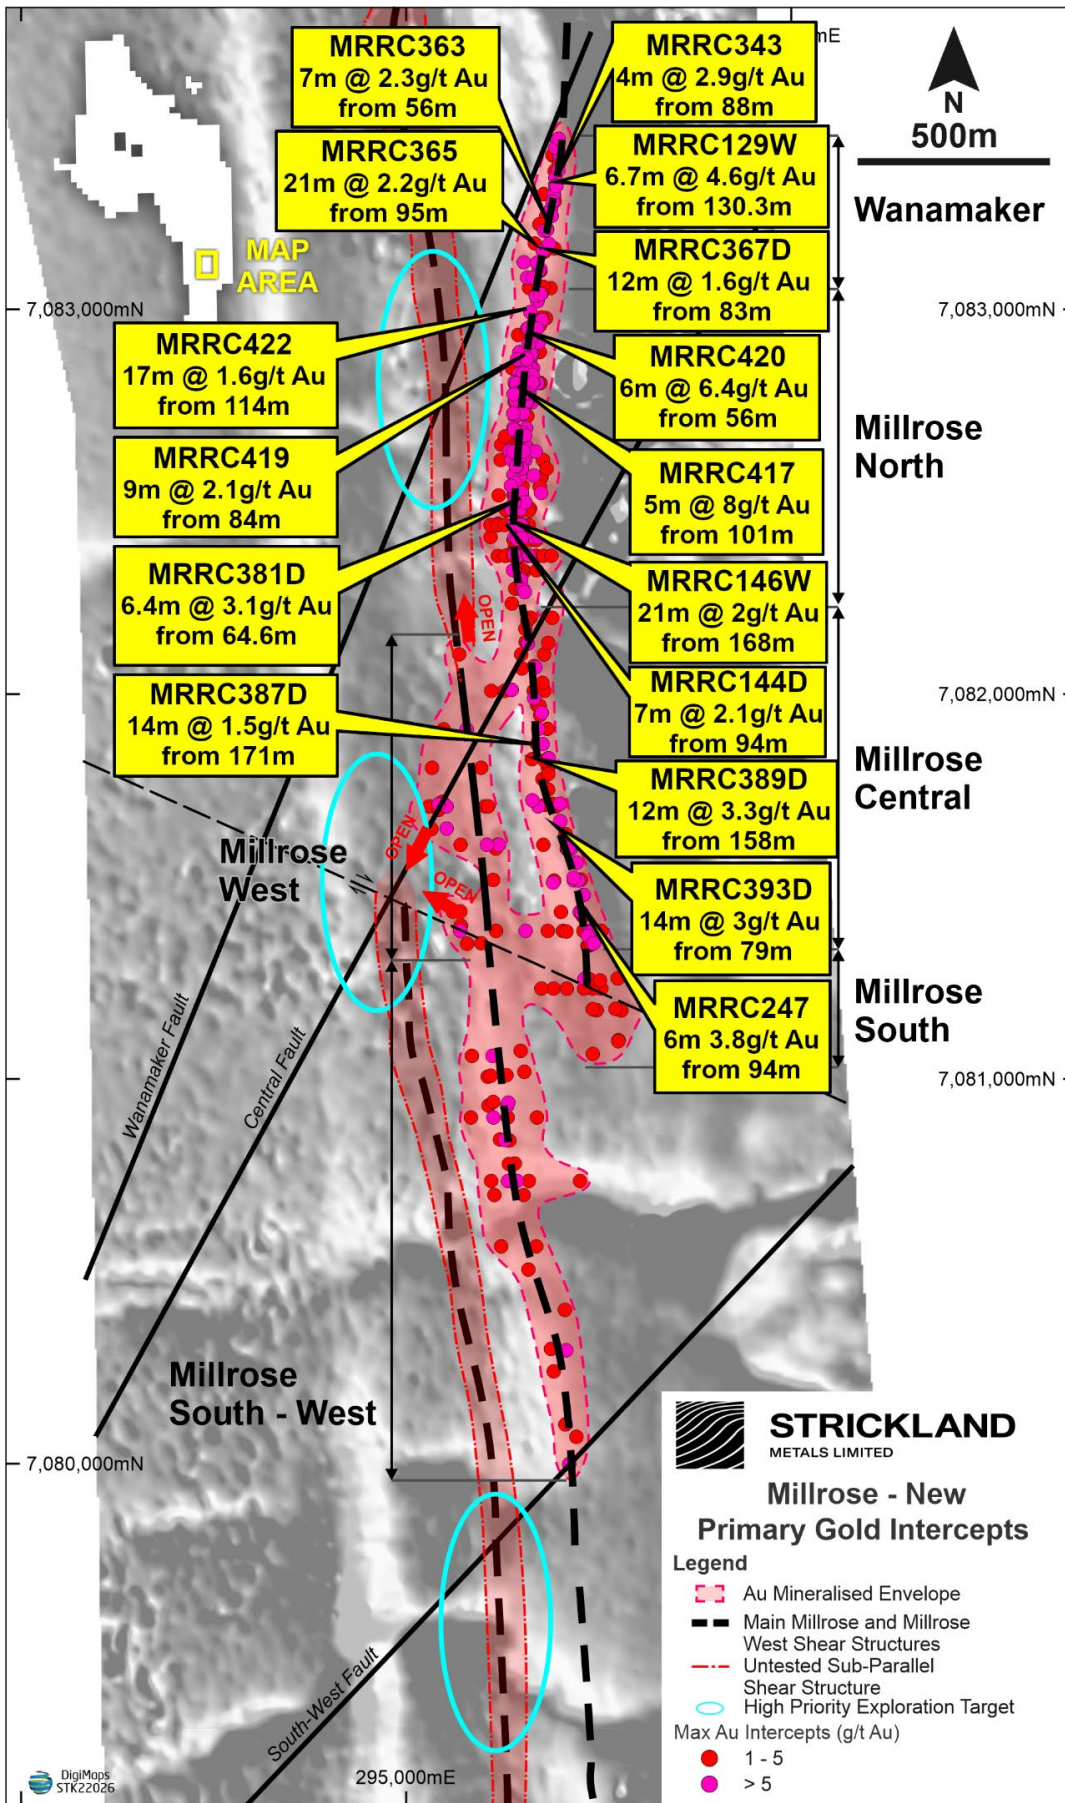 MRRC363
7m @ 2.3g/t Au
from 56m
MRRC343
4m @ 2.9g/t Au
from 88m
mE
N
500m
MRRC365
21m @ 2.2g/t Au
from 95m
MRRC129W
6.7m @ 4.6g/t Au
from 130.3m
Wanamaker
MAP
AREA
MRRC367D
12m @ 1.6g/t Au
from 83m
7,083,000mN
7,083,000mN
MRRC422
17m @ 1.6g/t Au
from 114m
MRRC420
6m @ 6.4g/t Au
from 56m
Millrose
North
MRRC419
9m @ 2.1g/t Au
from 84m
MRRC417
5m @ 8g/t Au
from 101m
MRRC381D
6.4m @ 3.1g/t Au
from 64.6m
MRRC146W
21m @ 2g/t Au
from 168m
OPEN
MRRC387D
14m @ 1.5g/t Au
from 171m
MRRC144D
7m @ 2.1g/t Au
from 94m
7,082,000mN
Millrose
Central
MRRC389D
12m @ 3.3g/t Au
from 158m
OPEN
Millrose
West
OPEN
MRRC393D
14m @ 3g/t Au
from 79m
Millrose
South
MRRC247
6m 3.8g/t Au
from 94m
Wanamaker Fault
Central Fault
7,081,000mN
Millrose
South - West
7,080,000mN
South-West Fault
295,000mE
DigiMaps
STK22026
STRICKLAND
METALS LIMITED
Millrose - New
Primary Gold Intercepts
Legend
Au Mineralised Envelope
Main Millrose and Millrose
West Shear Structures
Untested Sub-Parallel
Shear Structure
High Priority Exploration Target
Max Au Intercepts (g/t Au)
1 - 5
> 5